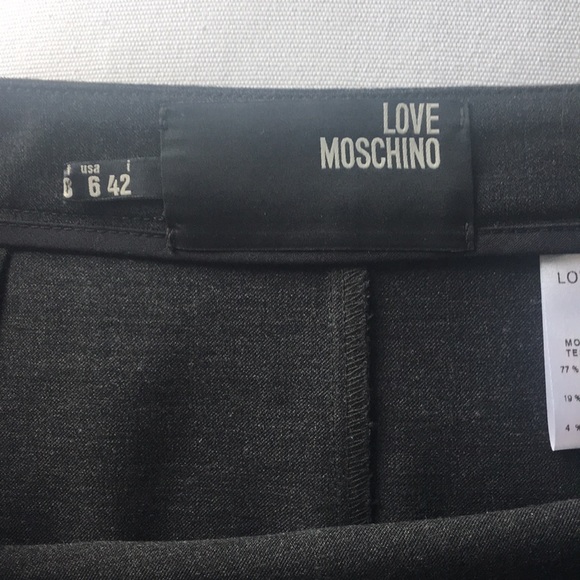 LOVE
MOSCHINO
usa i
6 42
LO
MO
TE
77%
19%
4 %